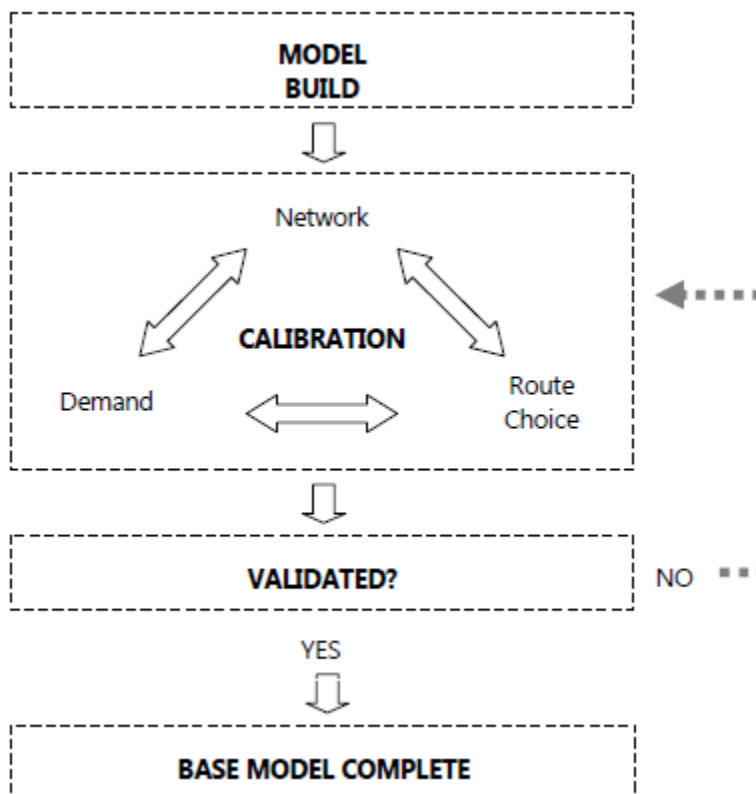 MODEL
BUILD
Network
CALIBRATION
Demand
Route
Choice
VALIDATED?
NO
YES
BASE MODEL COMPLETE